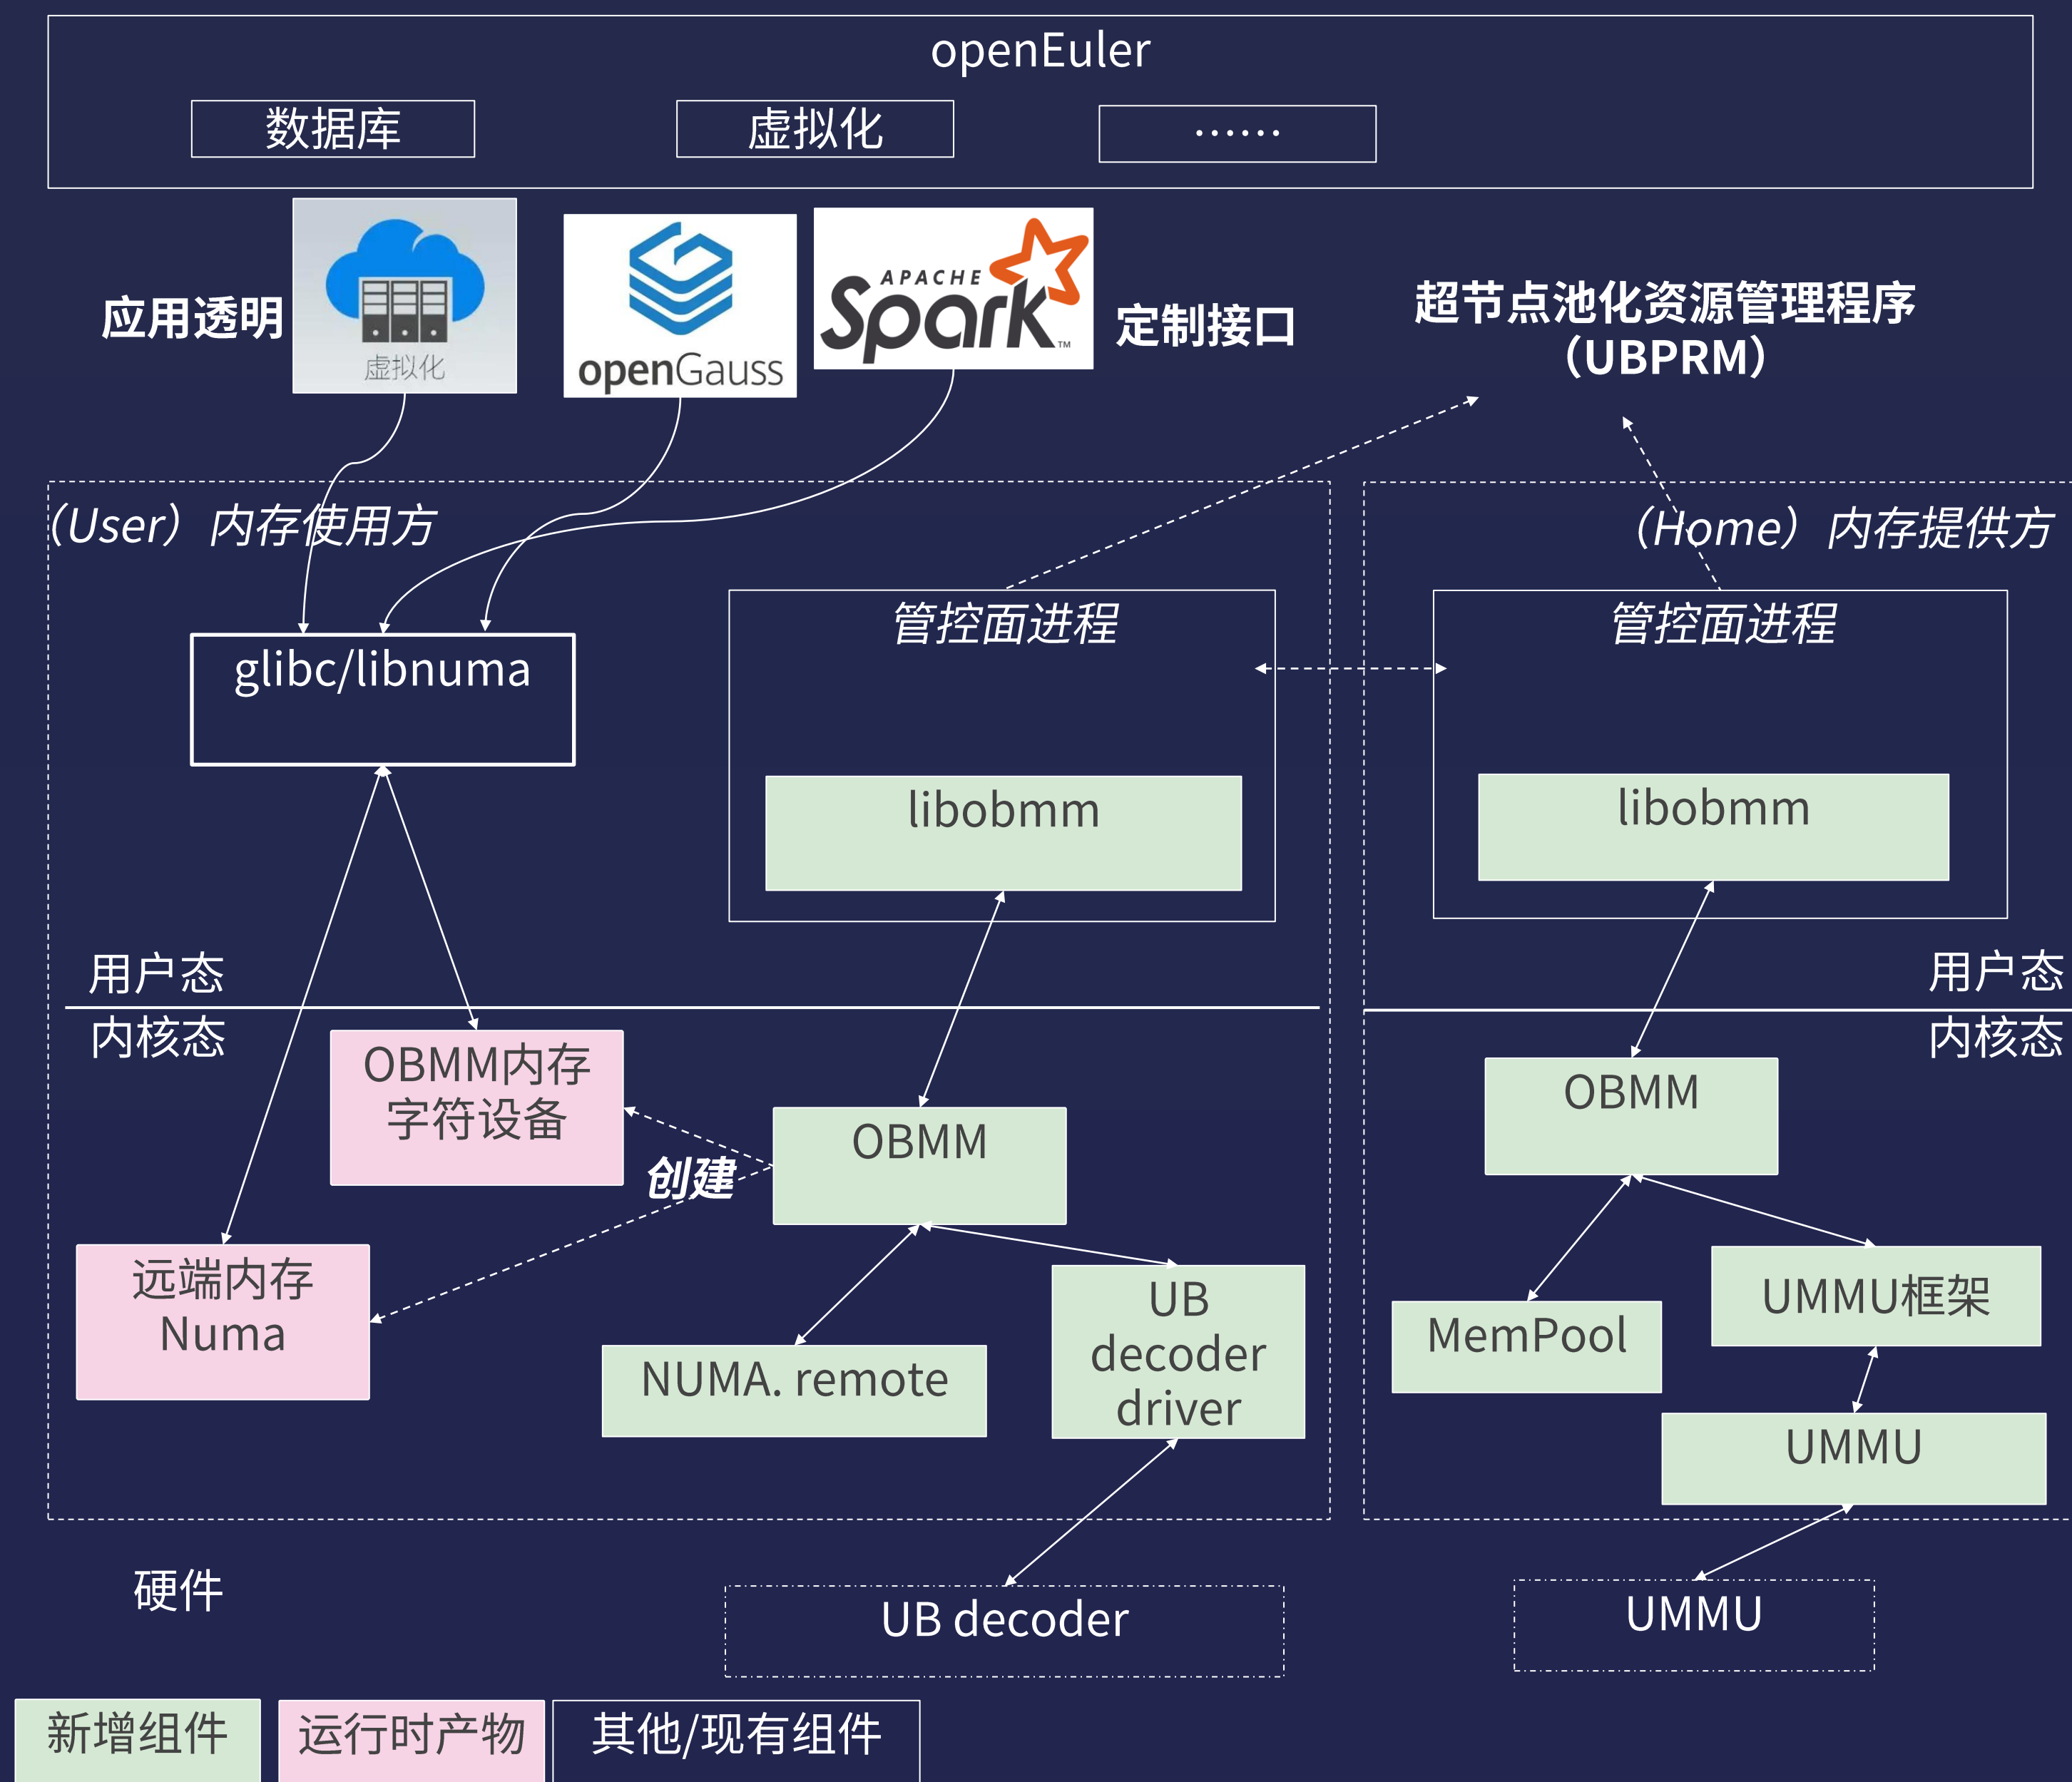 openEuler
数据库
虚拟化
······
应用透明
虚拟化
openGauss
APACHE
Spark™
定制接口
超节点池化资源管理程序
（UBPRM）
（User）内存使用方
（Home）内存提供方
glibc/libnuma
管控面进程
libobmm
管控面进程
libobmm
用户态
内核态
用户态
内核态
OBMM内存
字符设备
创建
OBMM
OBMM
远端内存
Numa
NUMA. remote
UB
decoder
driver
MemPool
UMMU框架
UMMU
硬件
UB decoder
UMMU
新增组件
运行时产物
其他/现有组件